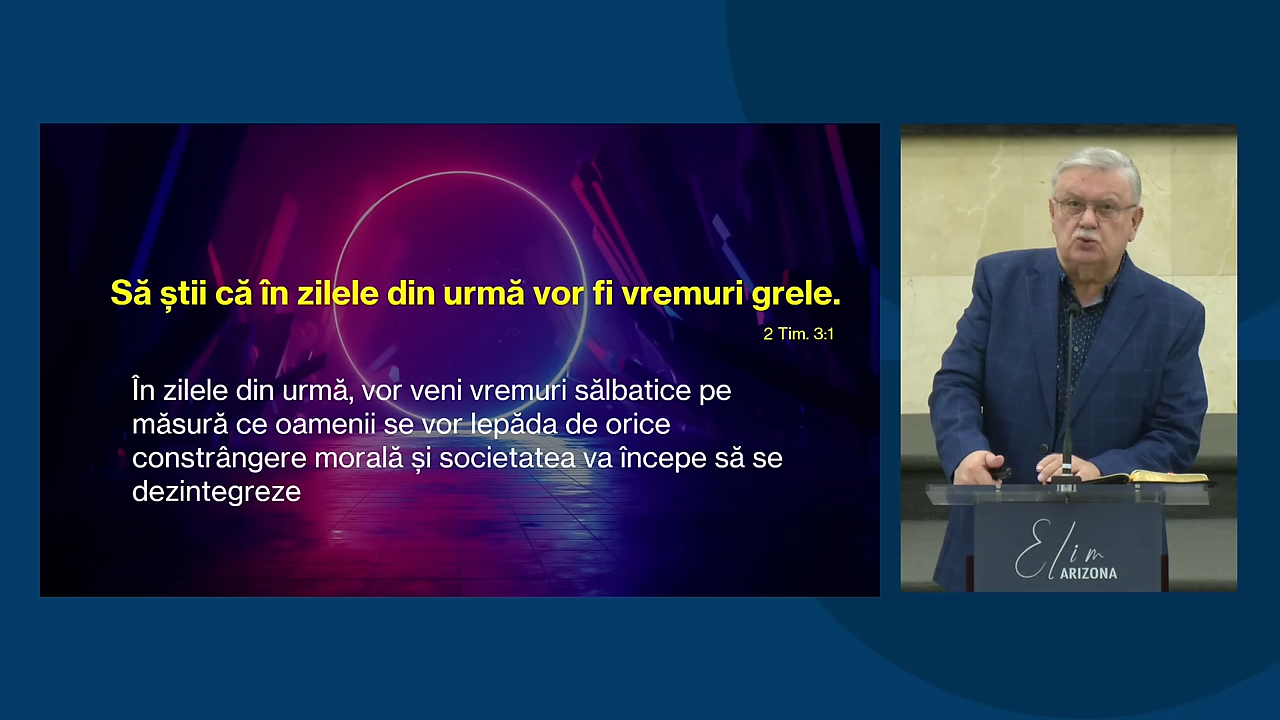 Să știi că în zilele din urmă vor fi vremuri grele.
2 Tim. 3:1
În zilele din urmă, vor veni vremuri sălbatice pe
măsură ce oamenii se vor lepăda de orice
constrângere morală și societatea va începe să se
dezintegreze
Elim
ARIZONA